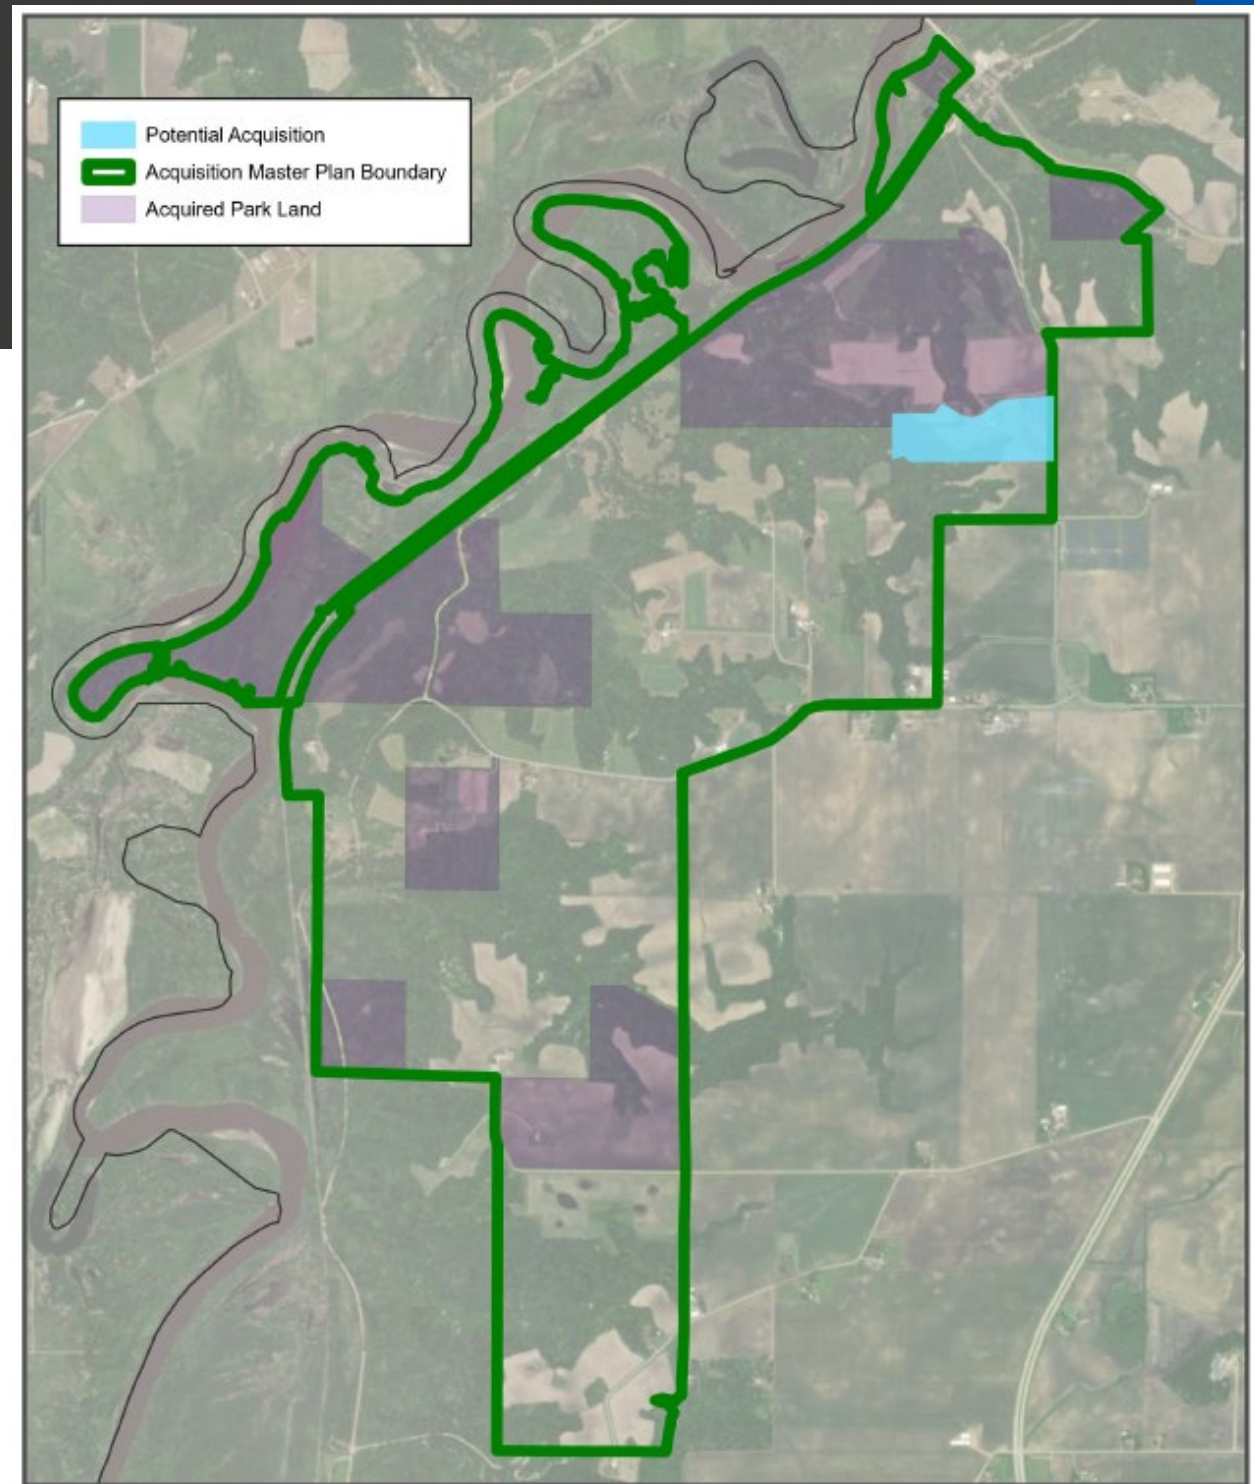 Potential Acquisition
Acquisition Master Plan Boundary
Acquired Park Land